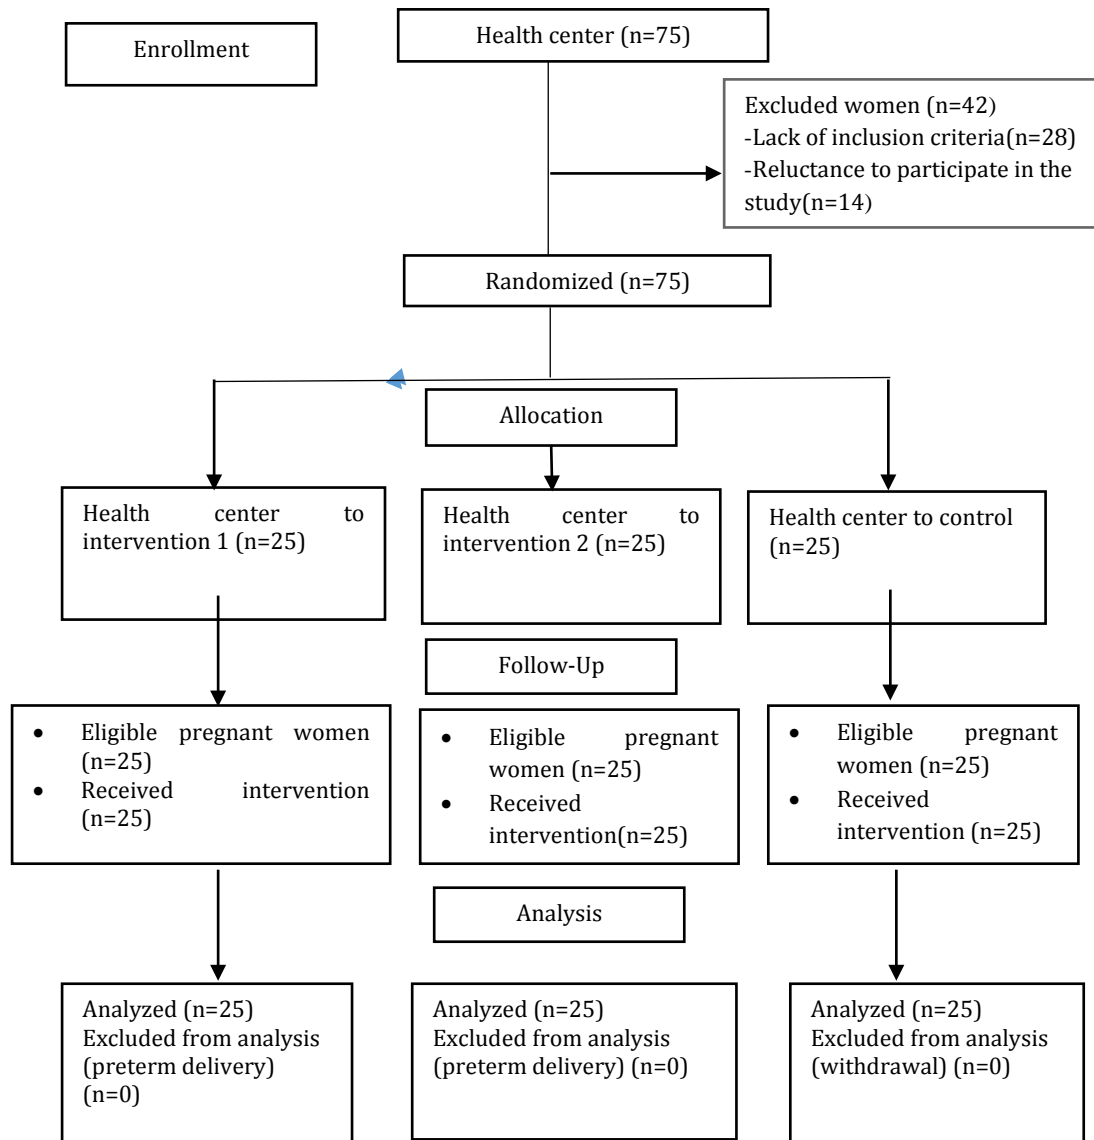 Enrollment
Health center (n=75)
Excluded women (n=42)
-Lack of inclusion criteria(n=28)
-Reluctance to participate in the
study(n=14)
Randomized (n=75)
Allocation
Health center to
intervention 1 (n=25)
Health center to
intervention 2 (n=25)
Health center to control
(n=25)
Follow-Up
• Eligible pregnant women
(n=25)
• Received intervention
(n=25)
• Eligible pregnant
women (n=25)
• Received
intervention(n=25)
• Eligible pregnant
women (n=25)
• Received
intervention (n=25)
Analysis
Analyzed (n=25)
Excluded from analysis
(preterm delivery)
(n=0)
Analyzed (n=25)
Excluded from analysis
(preterm delivery) (n=0)
Analyzed (n=25)
Excluded from analysis
(withdrawal) (n=0)